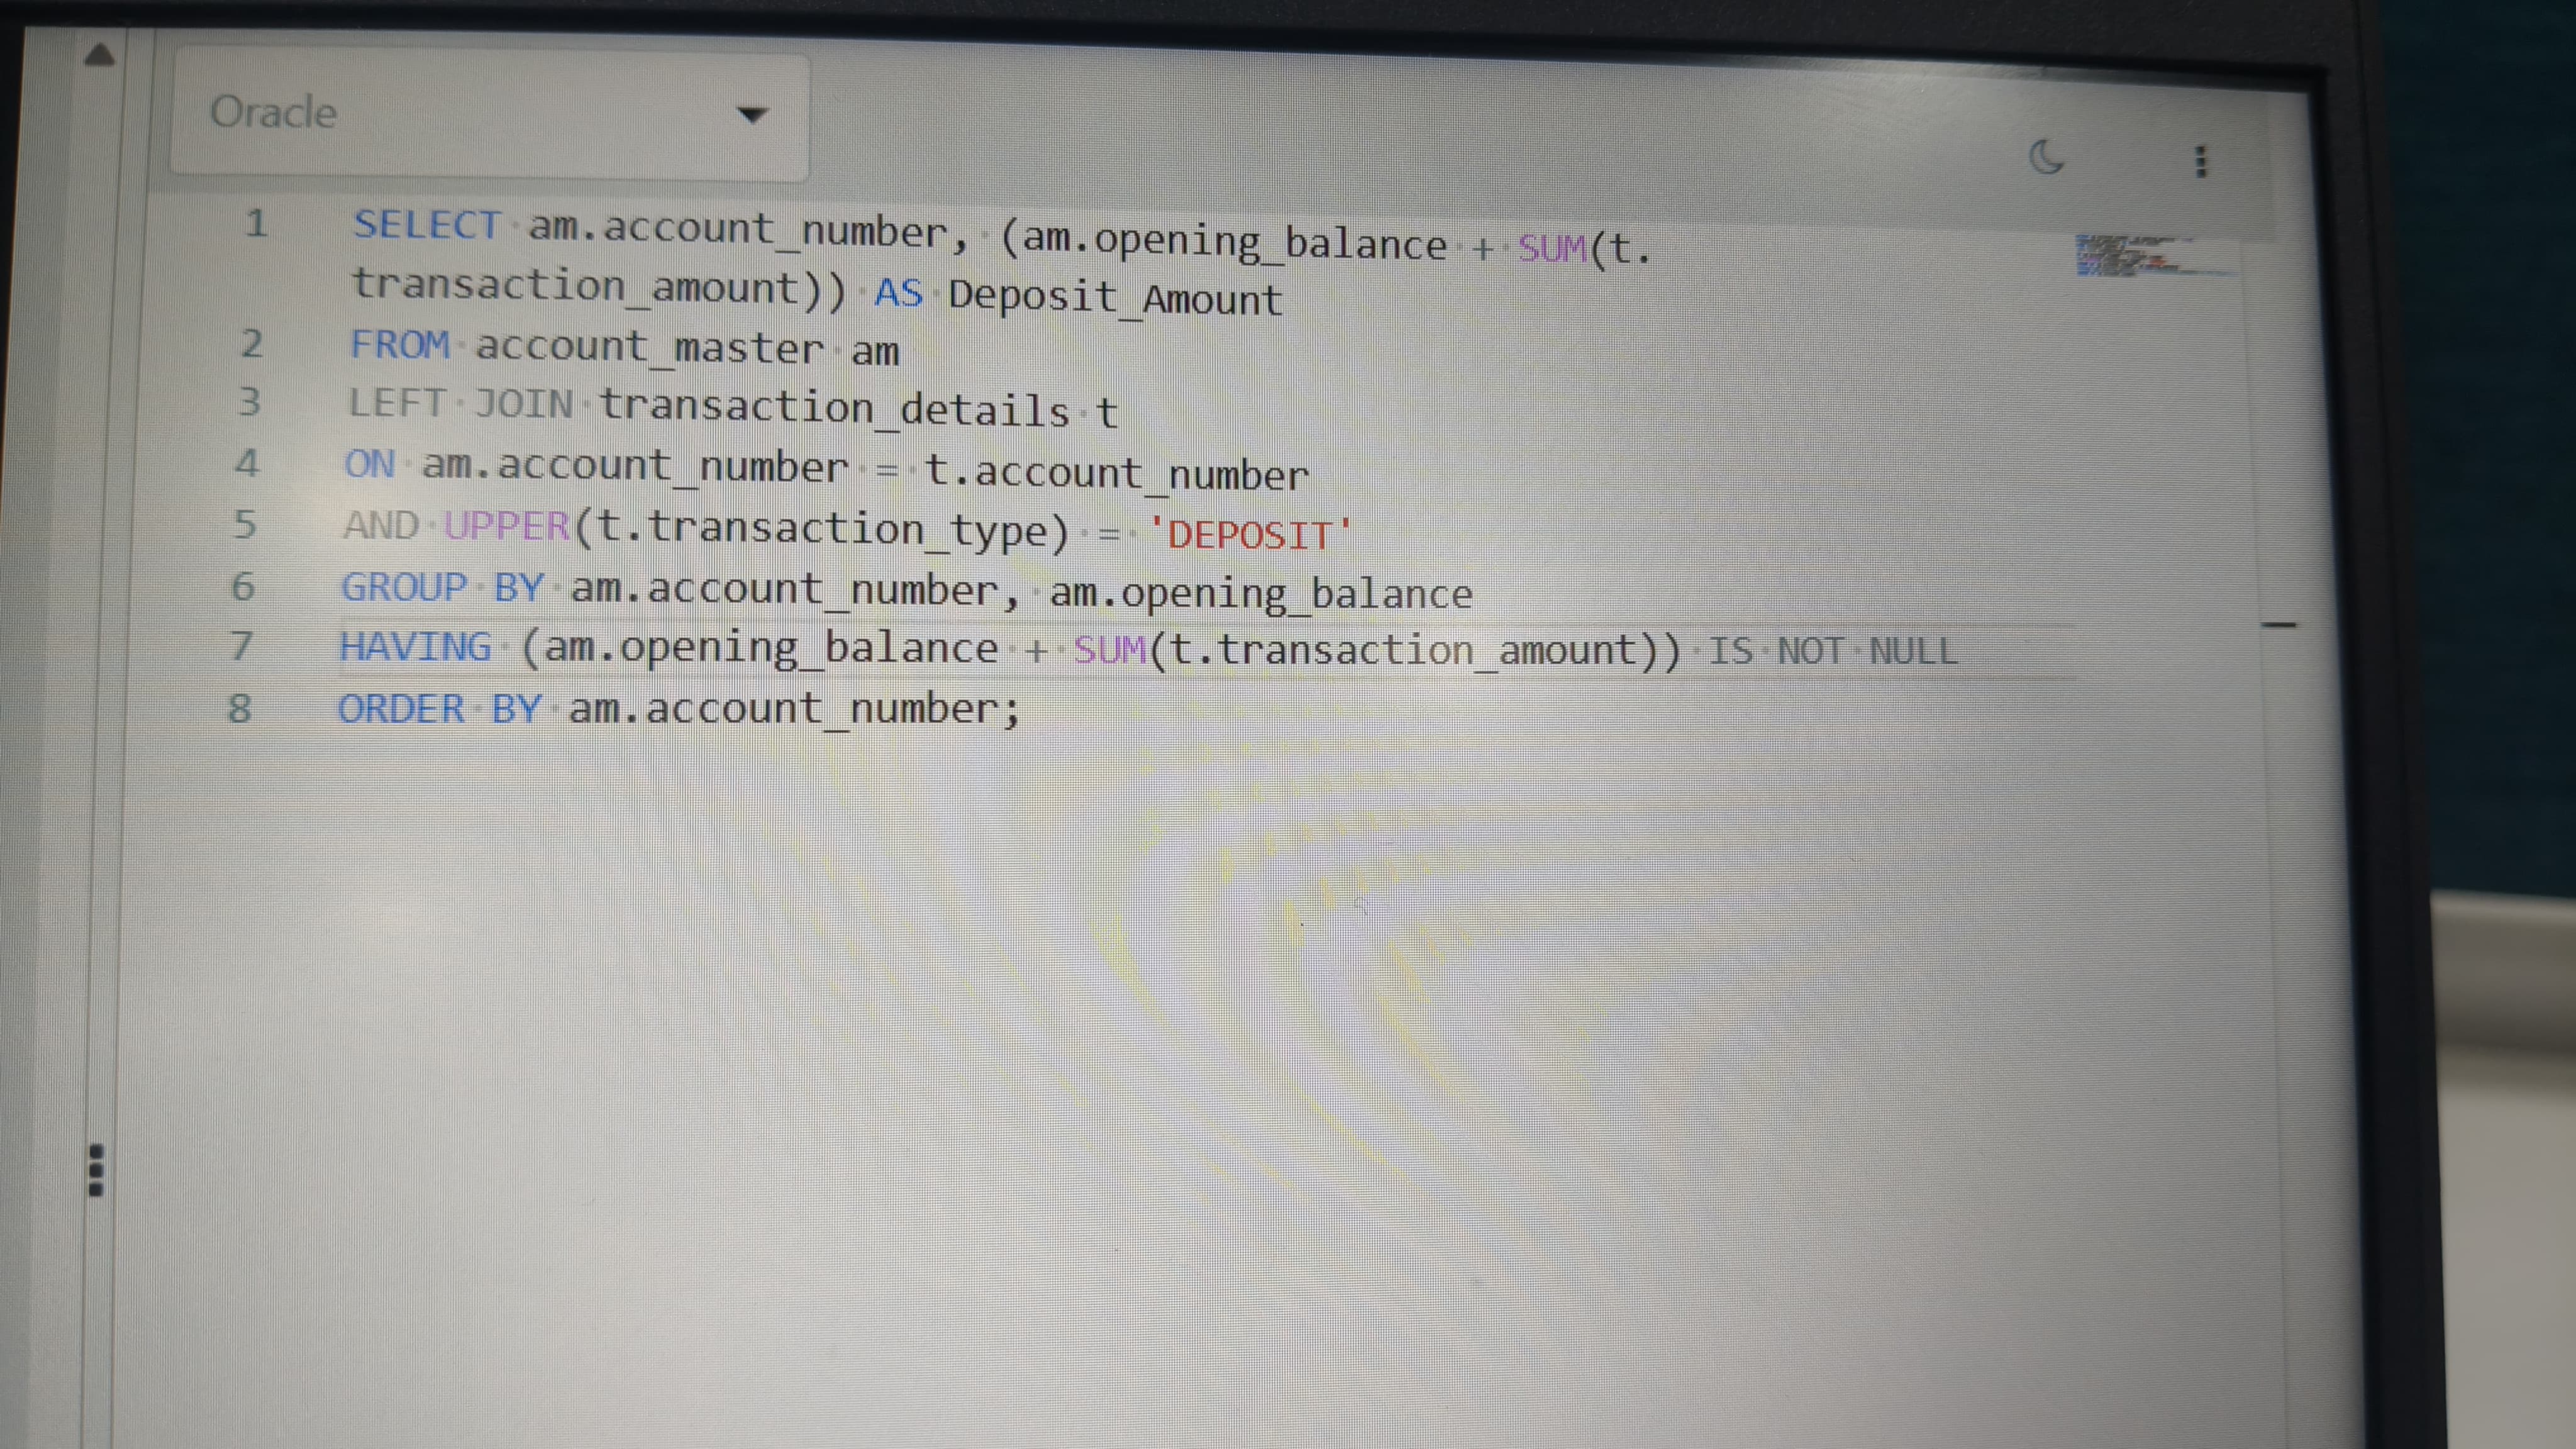 Oracle
1 SELECT am.account_number, (am.opening_balance + SUM(t.
transaction_amount)) AS Deposit_Amount
2 FROM account_master am
3 LEFT JOIN transaction_details t
4 ON am.account_number = t.account_number
5 AND UPPER(t.transaction_type) = 'DEPOSIT'
6 GROUP BY am.account_number, am.opening_balance
7 HAVING (am.opening_balance + SUM(t.transaction_amount)) IS NOT NULL
8 ORDER BY am.account_number;